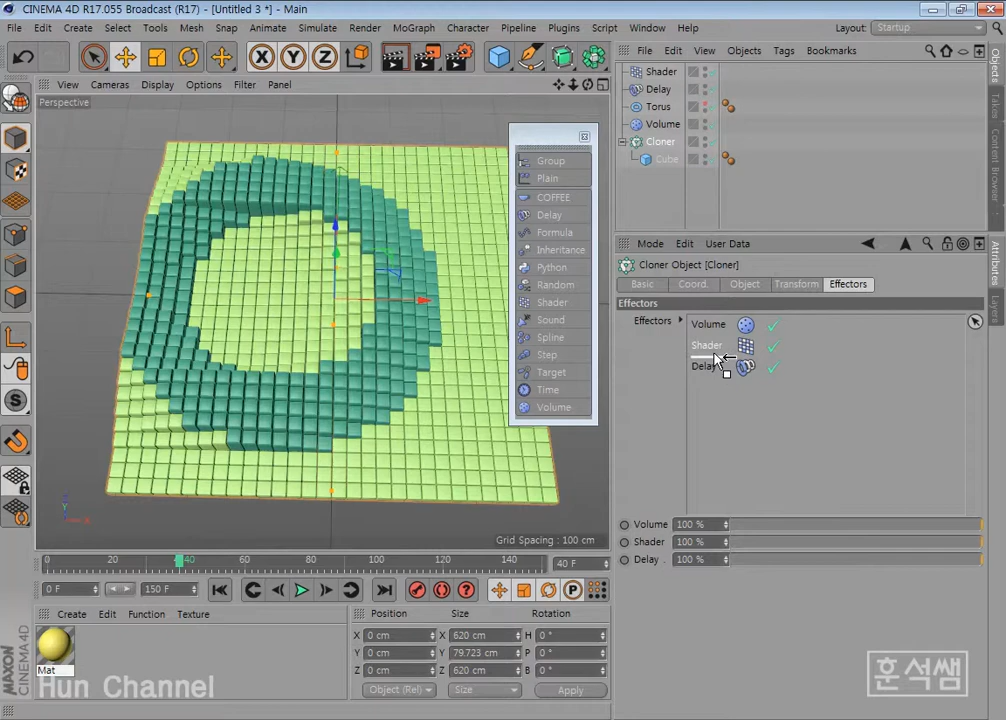 CINEMA 4D R17.055 Broadcast (R17) - [Untitled 3 *] - Main
File Edit Create Select Tools Mesh Snap Animate Simulate Render MoGraph Character Pipeline Plugins Script Layout: Startup
X Y Z
File Edit View Objects Tags Bookmarks
View Cameras Display Options Filter Panel
Perspective
Shader
Delay
Torus
Volume
Cloner
Cube
Objects
Takes
Content Browser
Attributes
Layers
Group
Plain
COFFEE
Delay
Formula
Inheritance
Python
Random
Shader
Sound
Spline
Step
Target
Time
Volume
Mode Edit User Data
Cloner Object [Cloner]
Basic Coord. Object Transform Effectors
Effectors
Effectors
Volume
Shader
Delay
Volume 100 %
Shader 100 %
Delay . 100 %
Y
X
Grid Spacing : 100 cm
0 20 40 60 80 100 120 140 40 F
0 F 150 F
S
P
Create Edit Function Texture
Mat
Position Size Rotation
X 0 cm X 620 cm H 0 °
Y 0 cm Y 79.723 cm P 0 °
Z 0 cm Z 620 cm B 0 °
Object (Rel) Size Apply
MAXON
CINEMA 4D
Hun Channel
훈석쌤